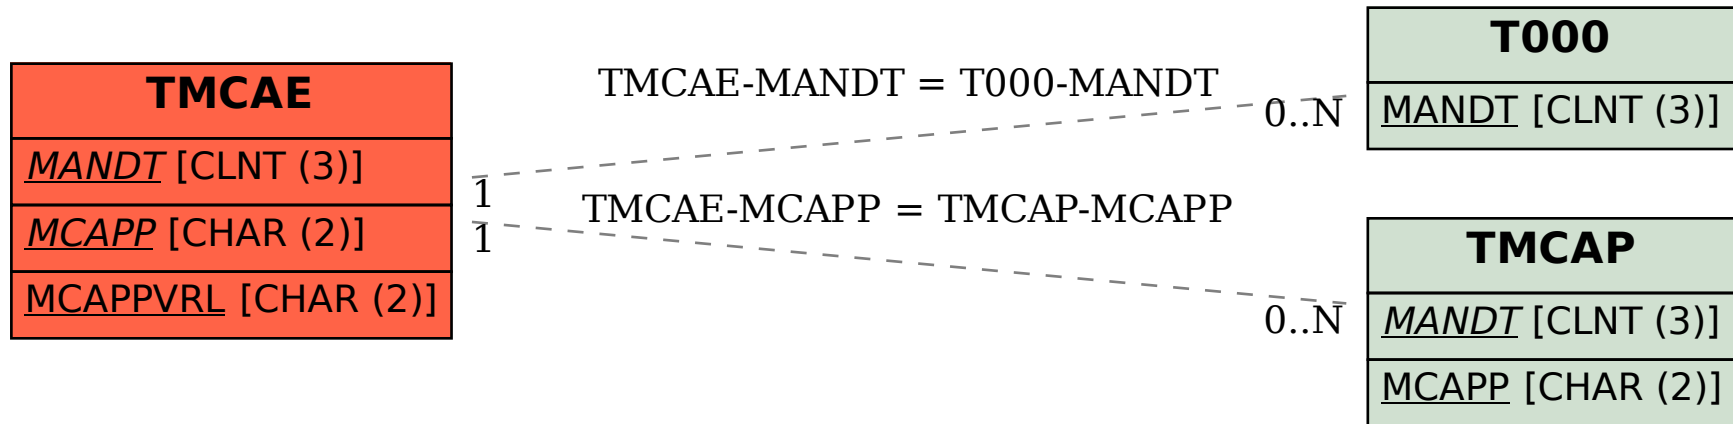 TMCAE
MANDT [CLNT (3)]
MCAPP [CHAR (2)]
MCAPPVRL [CHAR (2)]
TMCAE-MANDT = T000-MANDT
1
0..N
TMCAE-MCAPP = TMCAP-MCAPP
1
0..N
T000
MANDT [CLNT (3)]
TMCAP
MANDT [CLNT (3)]
MCAPP [CHAR (2)]